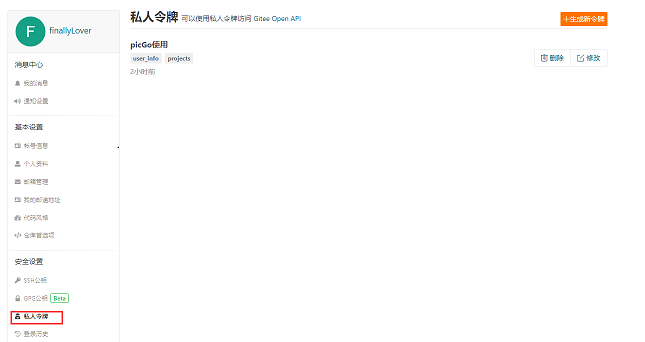 F finallyLover
消息中心
我的消息
通知设置
基本设置
帐号信息
个人资料
邮箱管理
我的邮寄地址
代码风格
仓库首选项
安全设置
SSH公钥
GPG公钥 Beta
私人令牌
登录历史
私人令牌 可以使用私人令牌访问 Gitee Open API
+生成新令牌
picGo使用
user_info projects
2小时前
删除 修改